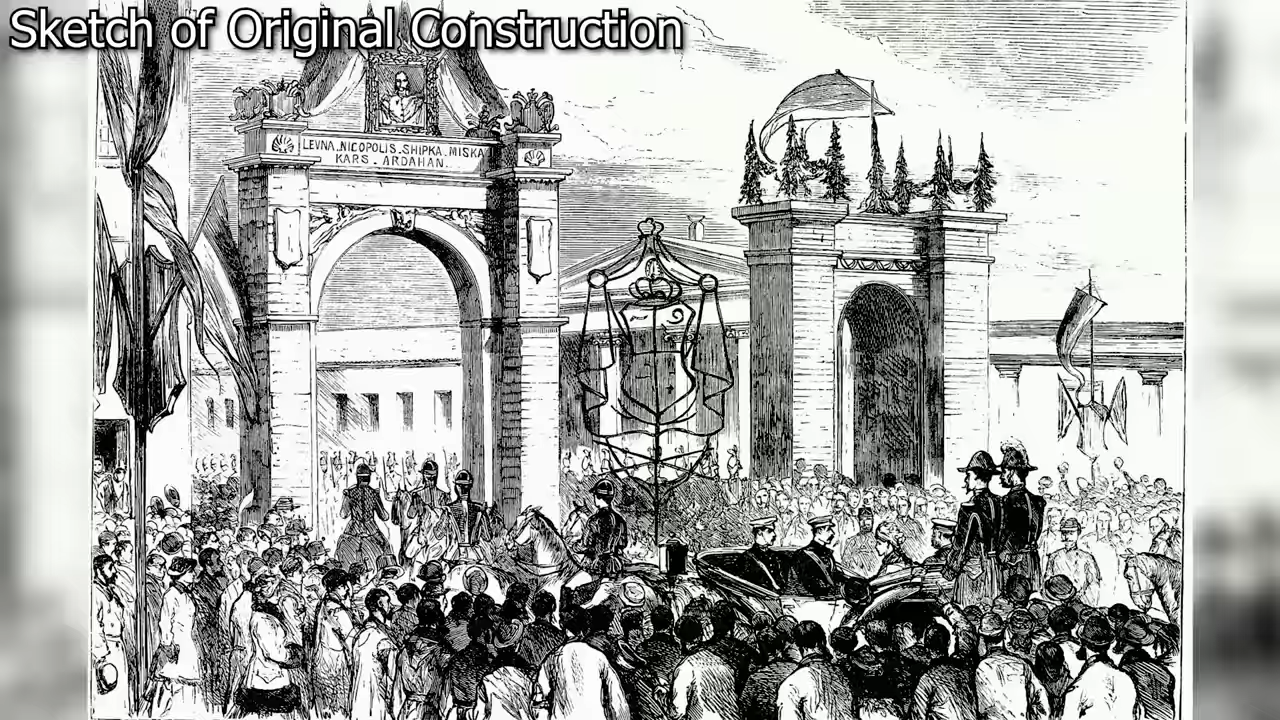 Sketch of Original Construction
LEVNA. NICOPOLIS. SHIPKA. MISKA
KARS. ARDAHAN.